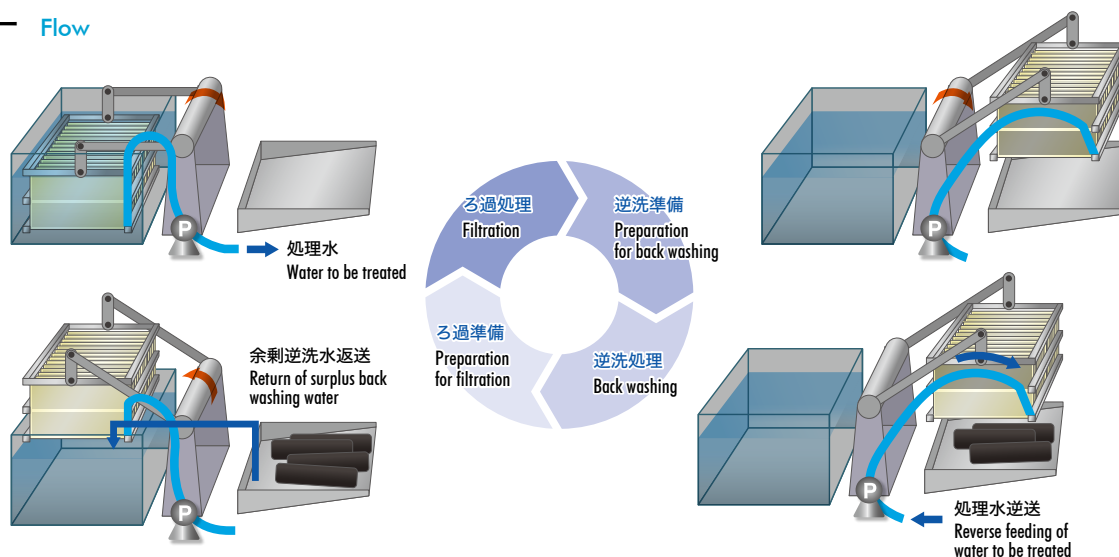 Flow
P
処理水
Water to be treated
ろ過処理
Filtration
逆洗準備
Preparation
for back washing
P
ろ過準備
Preparation
for filtration
逆洗処理
Back washing
余剰逆洗水返送
Return of surplus back
washing water
P
P
処理水逆送
Reverse feeding of
water to be treated